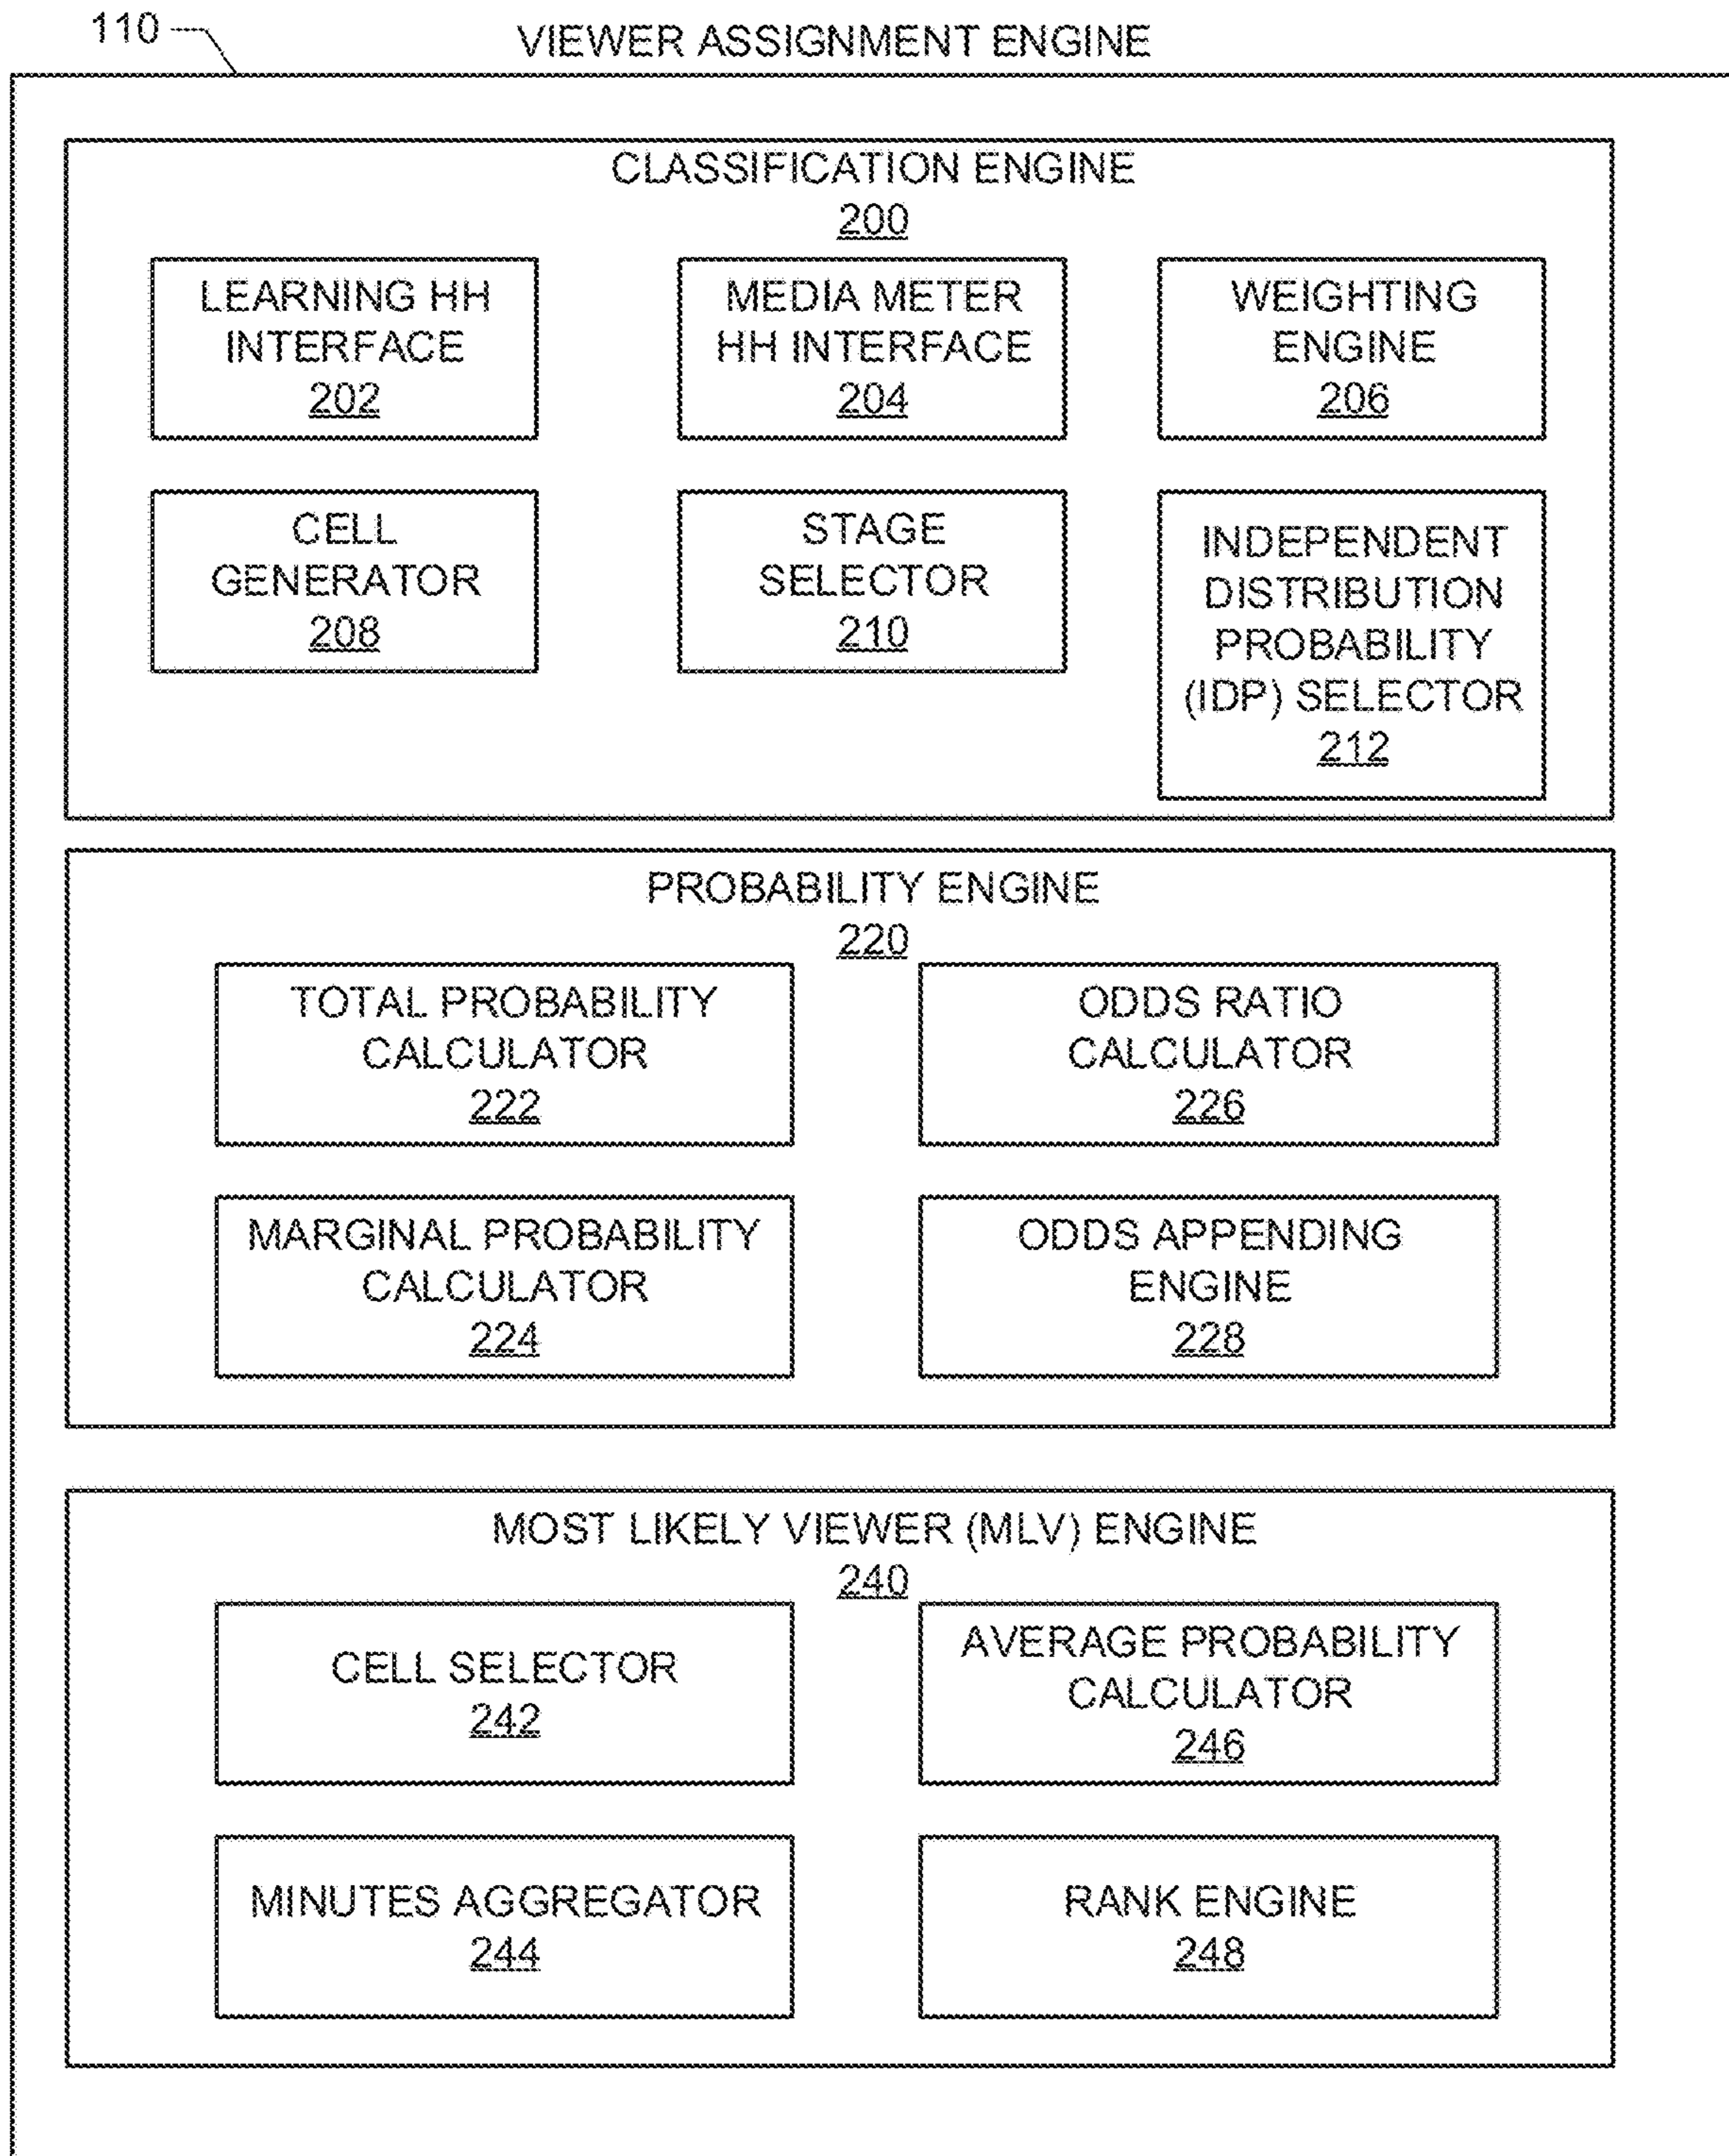 110
VIEWER ASSIGNMENT ENGINE
CLASSIFICATION ENGINE
200
LEARNING HH
INTERFACE
202
MEDIA METER
HH INTERFACE
204
WEIGHTING
ENGINE
206
CELL
GENERATOR
208
STAGE
SELECTOR
210
INDEPENDENT
DISTRIBUTION
PROBABILITY
(IDP) SELECTOR
212
PROBABILITY ENGINE
220
TOTAL PROBABILITY
CALCULATOR
222
ODDS RATIO
CALCULATOR
226
MARGINAL PROBABILITY
CALCULATOR
224
ODDS APPENDING
ENGINE
228
MOST LIKELY VIEWER (MLV) ENGINE
240
CELL SELECTOR
242
AVERAGE PROBABILITY
CALCULATOR
246
MINUTES AGGREGATOR
244
RANK ENGINE
248